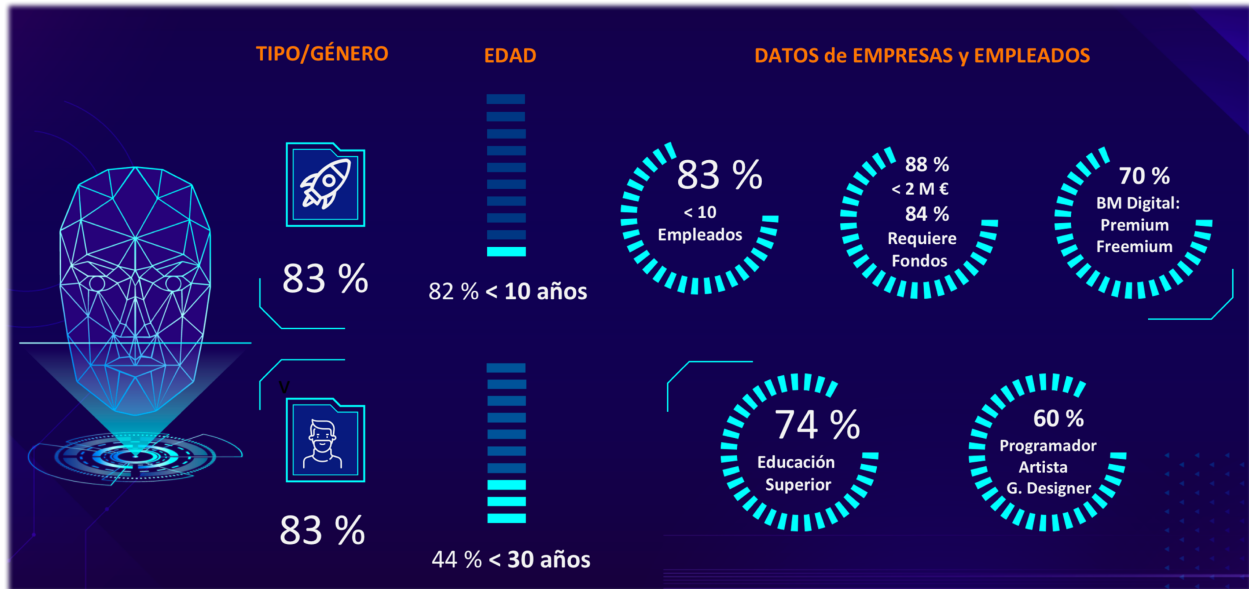 TIPO/GÉNERO
EDAD
DATOS de EMPRESAS y EMPLEADOS
83 %
82 % < 10 años
83 %
< 10
Empleados
88 %
< 2 M €
84 %
Requiere
Fondos
70 %
BM Digital:
Premium
Freemium
V
83 %
44 % < 30 años
74 %
Educación
Superior
60 %
Programador
Artista
G. Designer